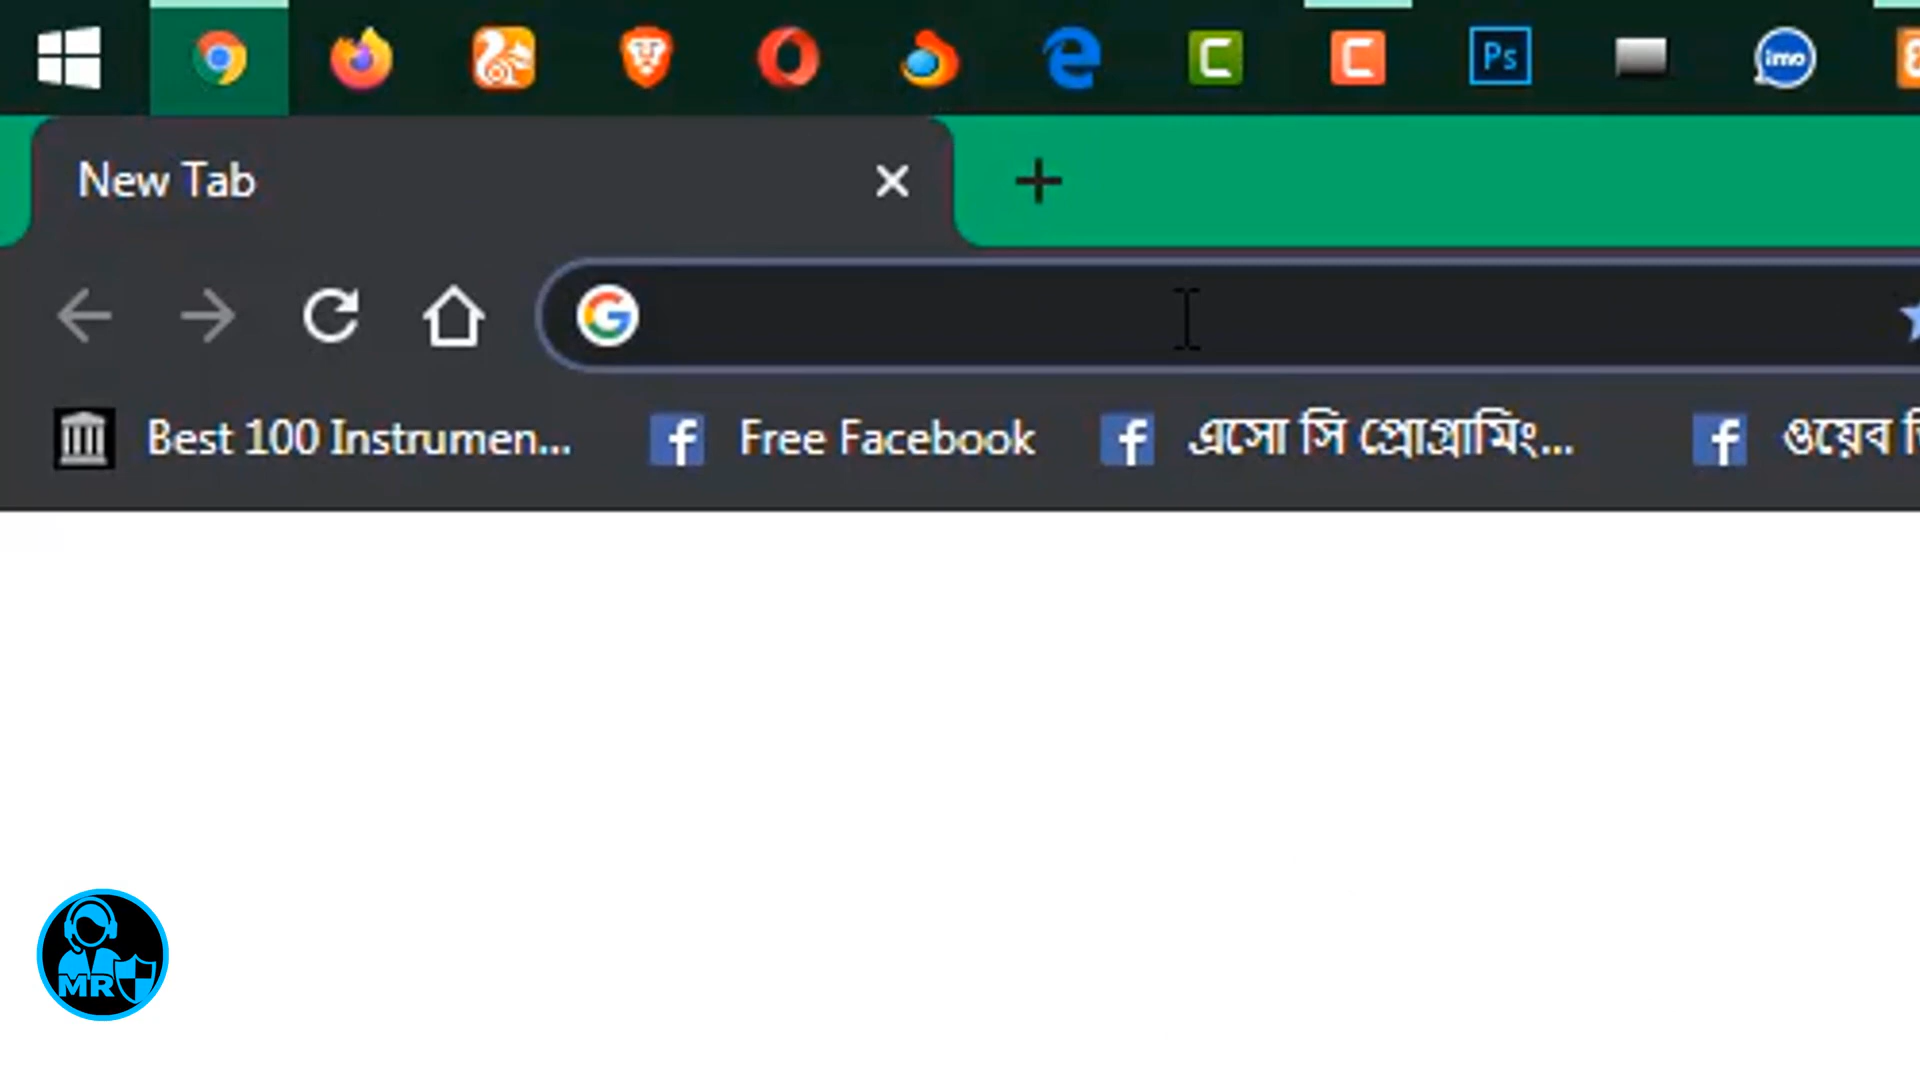 Ps
imo
New Tab
Best 100 Instrumen...
Free Facebook
এসো সি প্রোগ্রামিং...
ওয়েব
MR